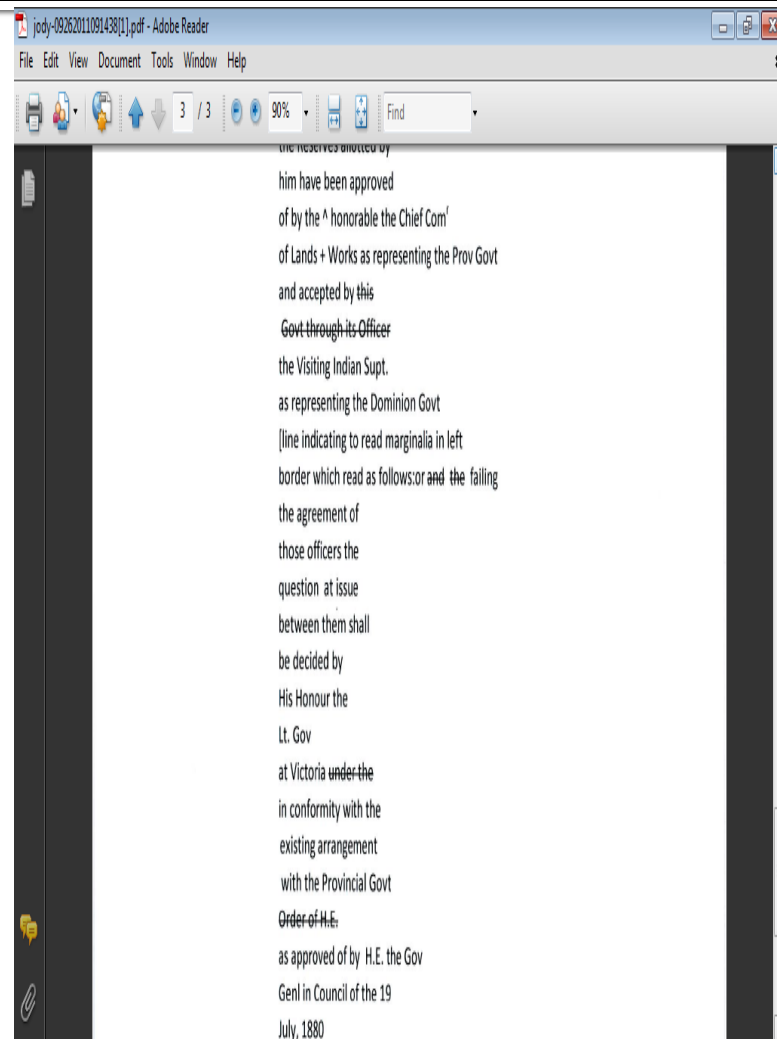 jody-09262011091438[1].pdf - Adobe Reader
File Edit View Document Tools Window Help
3 / 3 90% Find
the Reserves allotted by
him have been approved
of by the ^ honorable the Chief Comʳ
of Lands + Works as representing the Prov Govt
and accepted by this
Govt through its Officer
the Visiting Indian Supt.
as representing the Dominion Govt
[line indicating to read marginalia in left
border which read as follows:or and the failing
the agreement of
those officers the
question at issue
between them shall
be decided by
His Honour the
Lt. Gov
at Victoria under the
in conformity with the
existing arrangement
with the Provincial Govt
Order of H.E.
as approved of by H.E. the Gov
Genl in Council of the 19
July, 1880